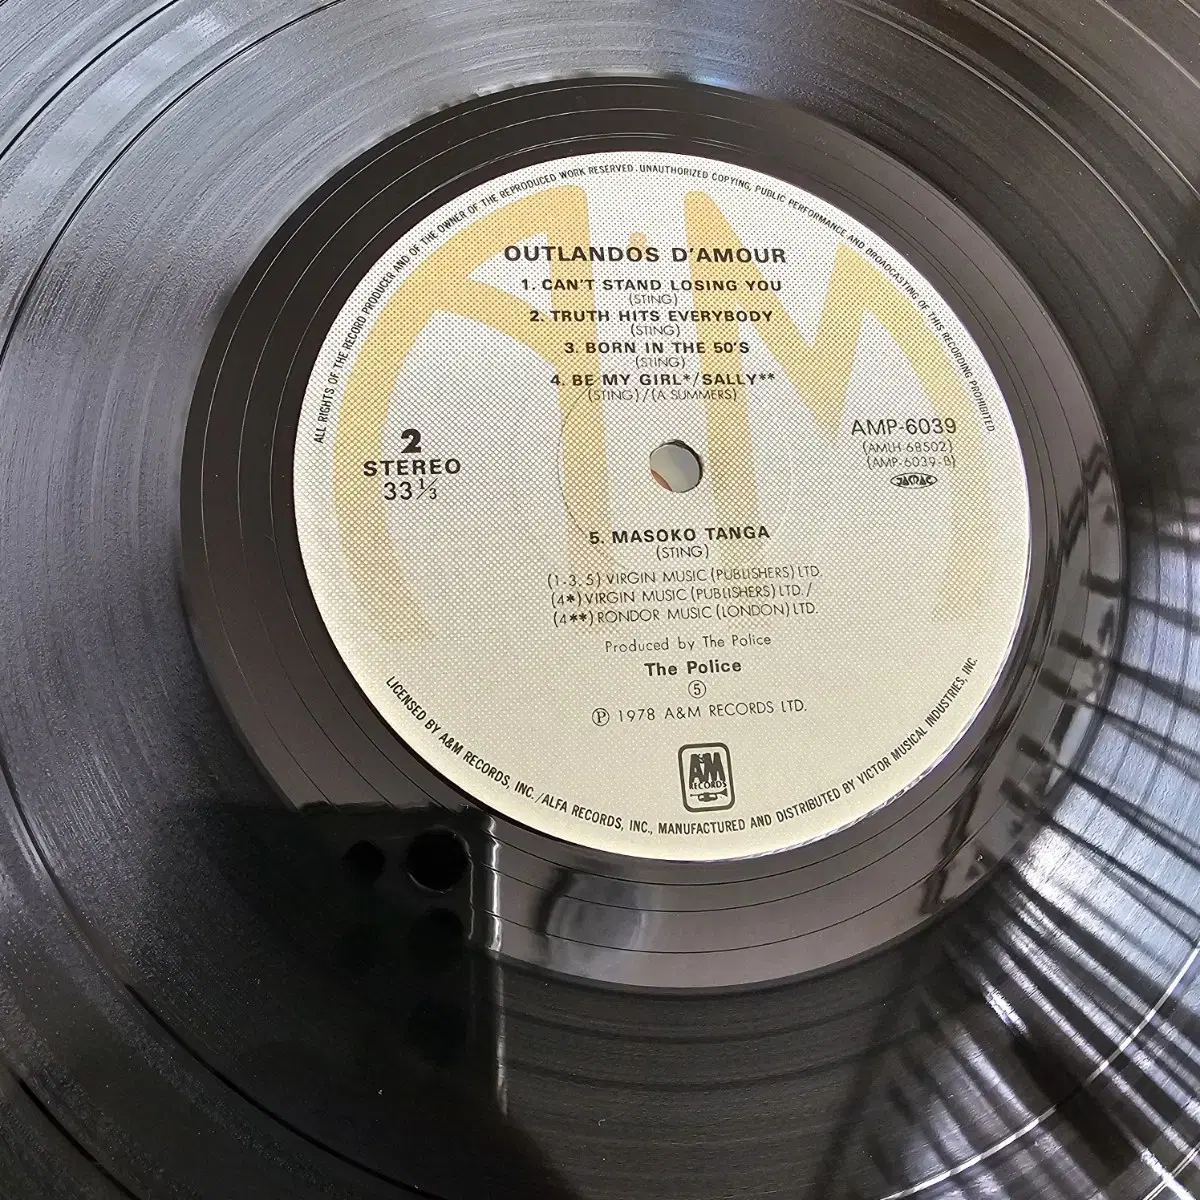 ALL RIGHTS OF THE RECORD PRODUCER AND OF THE OWNER OF THE REPRODUCED WORK RESERVED. UNAUTHORIZED COPYING, PUBLIC PERFORMANCE AND BROADCASTING OF THIS RECORDING PROHIBITED
OUTLANDOS D'AMOUR
1. CAN'T STAND LOSING YOU
(STING)
2. TRUTH HITS EVERYBODY
(STING)
3. BORN IN THE 50'S
(STING)
4. BE MY GIRL*/SALLY**
(STING)/(A SUMMERS)
2
STEREO
33 1/3
AMP-6039
(AMLH-68502)
(AMP-6039-B)
JASRAC
5. MASOKO TANGA
(STING)
(1-3, 5) VIRGIN MUSIC (PUBLISHERS) LTD.
(4*) VIRGIN MUSIC (PUBLISHERS) LTD./
(4**) RONDOR MUSIC (LONDON) LTD.
Produced by The Police
The Police
⑤
Ⓟ 1978 A&M RECORDS LTD.
A&M
RECORDS
LICENSED BY A&M RECORDS, INC./ALFA RECORDS, INC., MANUFACTURED AND DISTRIBUTED BY VICTOR MUSICAL INDUSTRIES, INC.